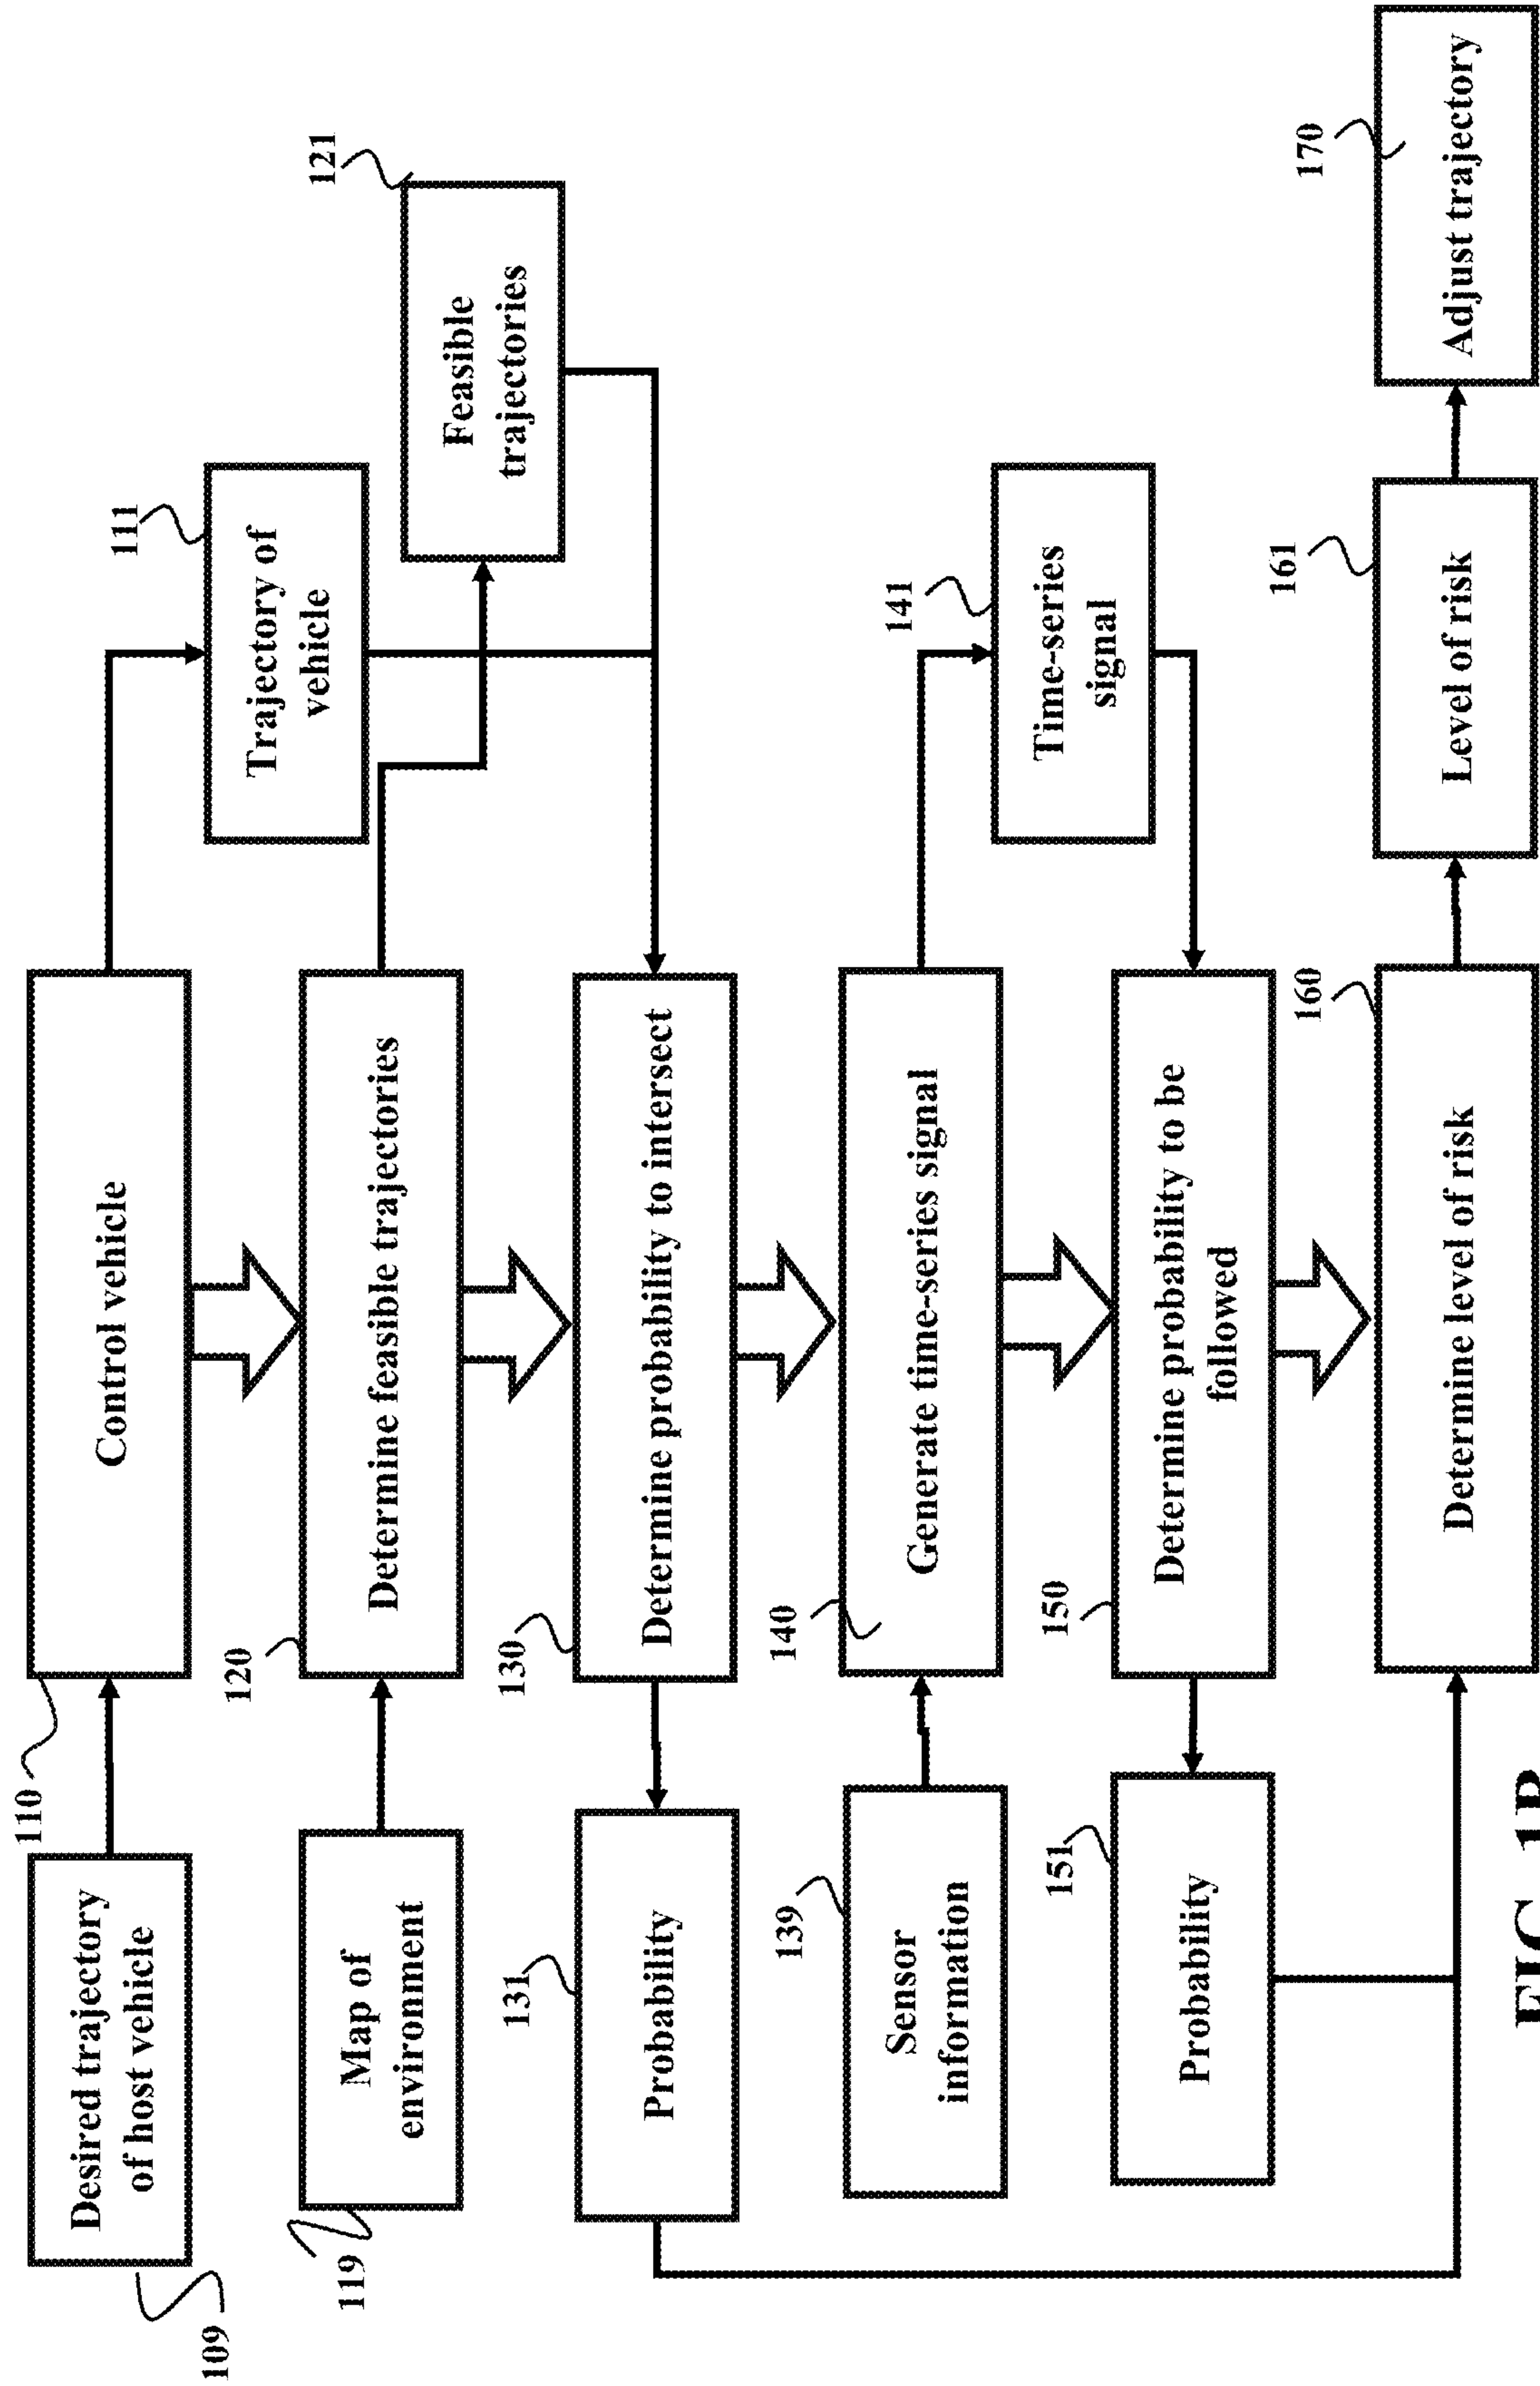 110
Control vehicle
Desired trajectory
of host vehicle
109
111
Trajectory of
vehicle
120
Determine feasible trajectories
Map of
environment
119
121
Feasible
trajectories
130
Determine probability to intersect
131
Probability
140
Generate time-series signal
139
Sensor
information
141
Time-series
signal
150
Determine probability to be
followed
151
Probability
160
Determine level of risk
161
Level of risk
170
Adjust trajectory
FIG. 1B